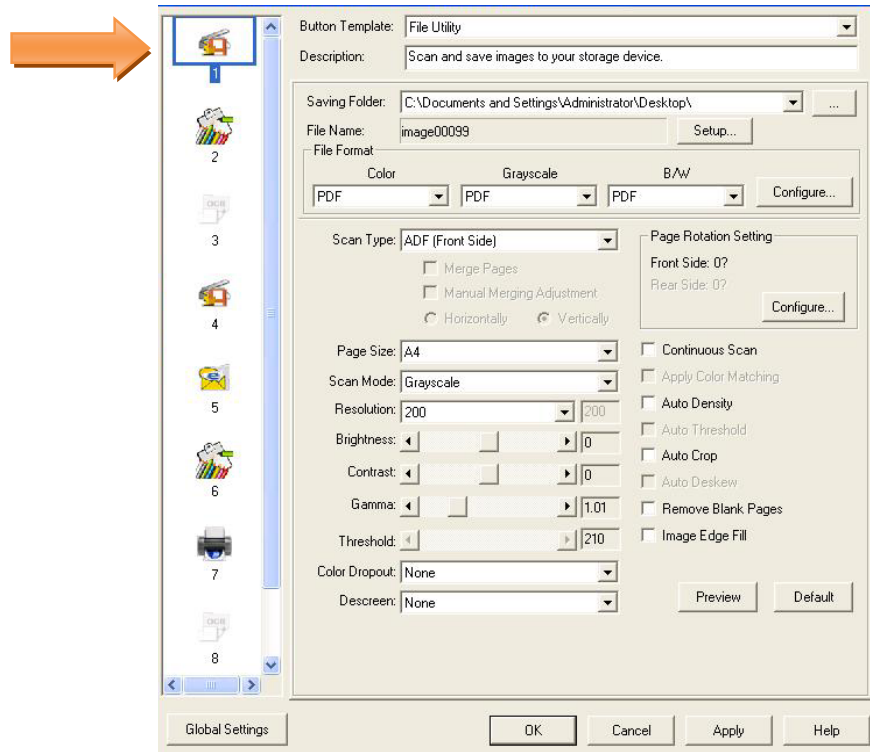 Button Template: File Utility
Description: Scan and save images to your storage device.
1
2
OCR
3
4
5
6
7
OCR
8
Saving Folder: C:\Documents and Settings\Administrator\Desktop\ ...
File Name: image00099 Setup...
File Format
Color Grayscale B/W
PDF PDF PDF Configure...
Scan Type: ADF (Front Side)
Merge Pages
Manual Merging Adjustment
Horizontally Vertically
Page Rotation Setting
Front Side: 0?
Rear Side: 0?
Configure...
Page Size: A4
Scan Mode: Grayscale
Resolution: 200 200
Brightness: 0
Contrast: 0
Gamma: 1.01
Threshold: 210
Color Dropout: None
Descreen: None
Continuous Scan
Apply Color Matching
Auto Density
Auto Threshold
Auto Crop
Auto Deskew
Remove Blank Pages
Image Edge Fill
Preview Default
Global Settings OK Cancel Apply Help